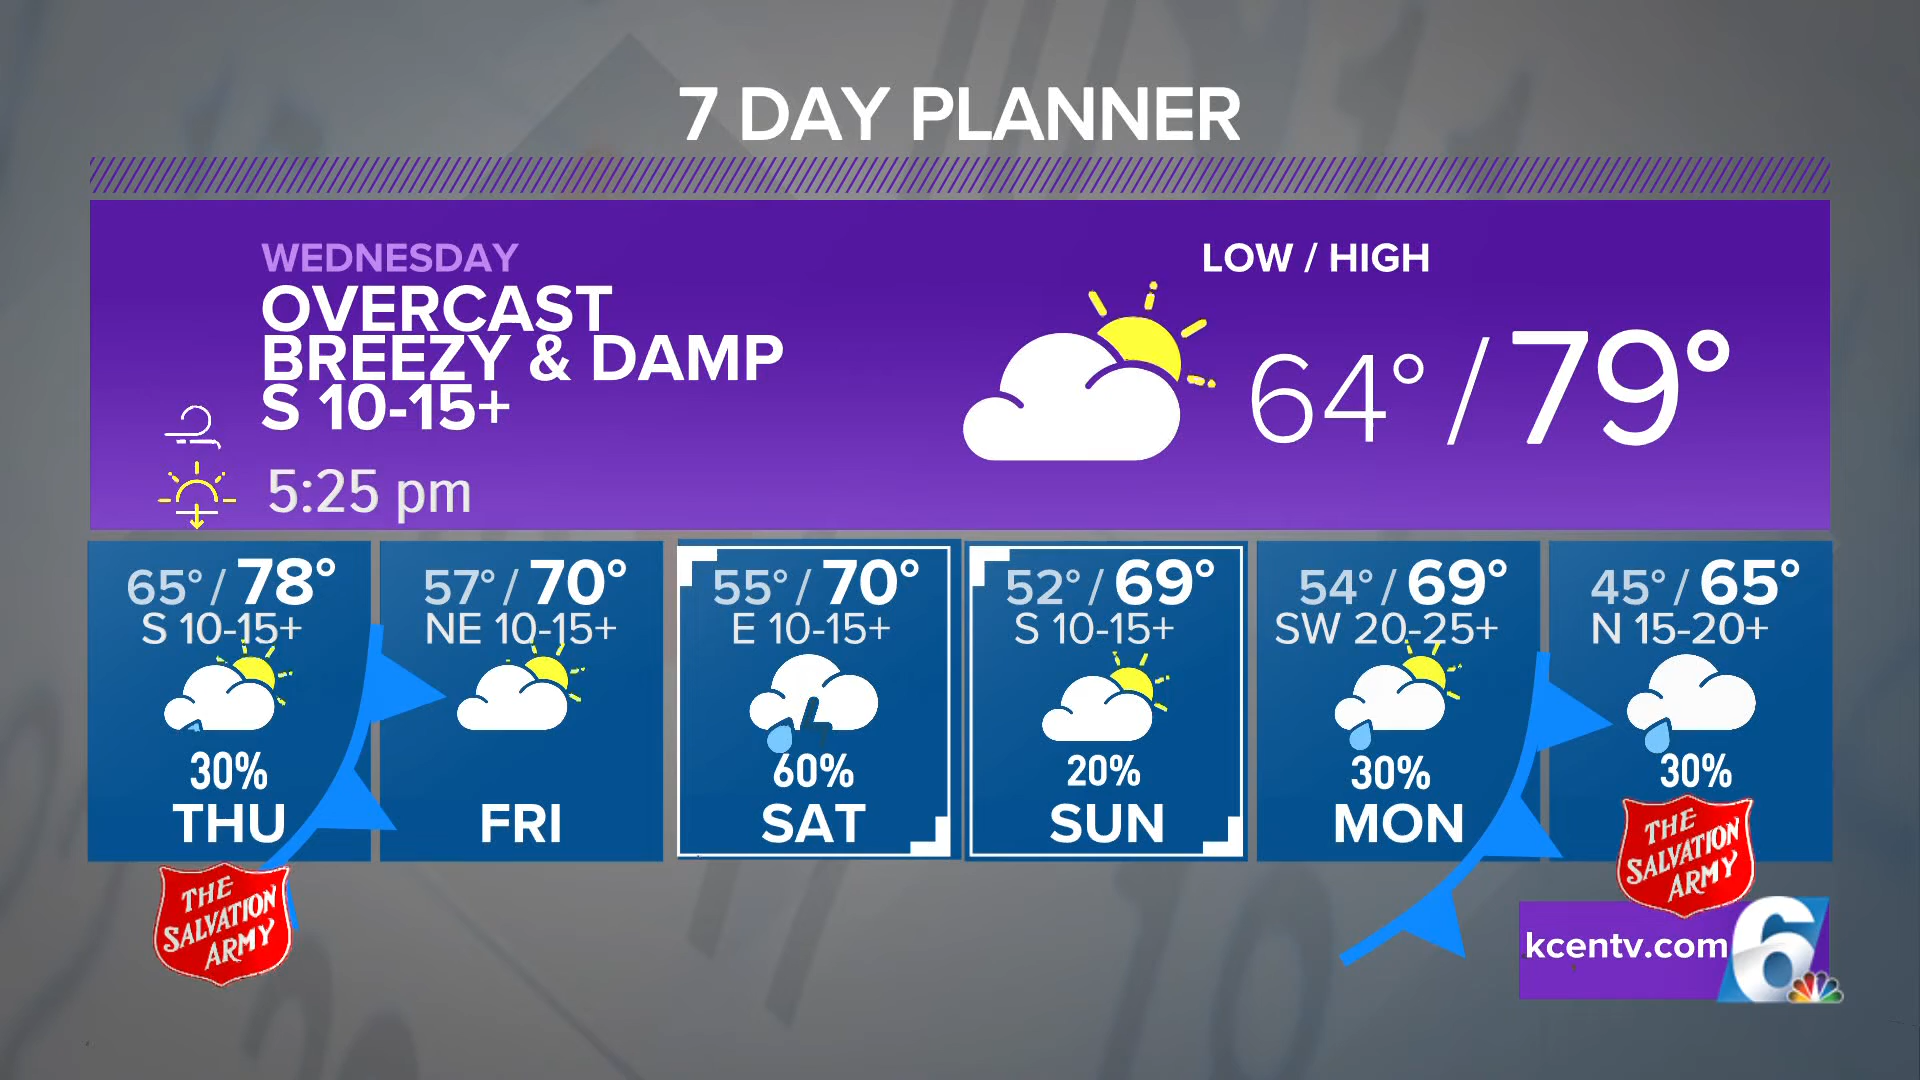 7 DAY PLANNER
WEDNESDAY
OVERCAST
BREEZY & DAMP
S 10-15+
5:25 pm
LOW / HIGH
64° / 79°
65° / 78°
S 10-15+
30%
THU
57° / 70°
NE 10-15+
FRI
55° / 70°
E 10-15+
60%
SAT
52° / 69°
S 10-15+
20%
SUN
54° / 69°
SW 20-25+
30%
MON
45° / 65°
N 15-20+
30%
THE
SALVATION
ARMY
THE
SALVATION
ARMY
kcentv.com
6